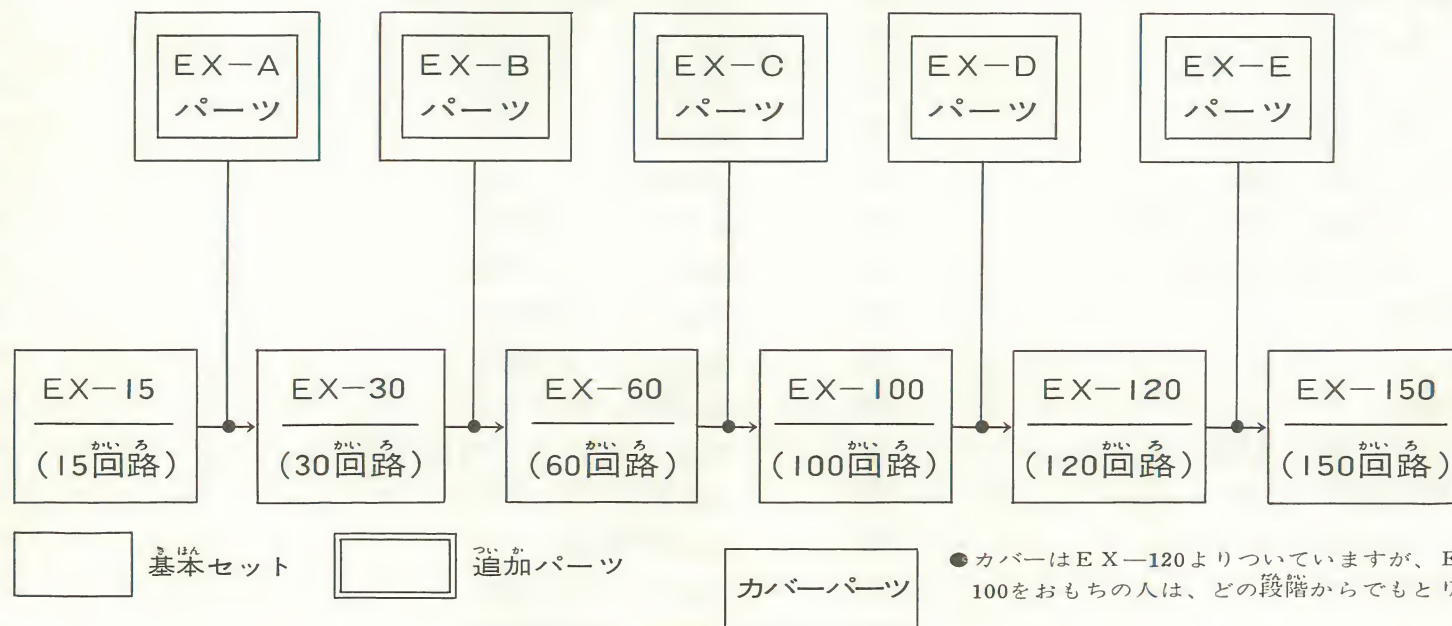 EX-A
パーツ
EX-B
パーツ
EX-C
パーツ
EX-D
パーツ
EX-E
パーツ
EX-15
(15回路)
EX-30
(30回路)
EX-60
(60回路)
EX-100
(100回路)
EX-120
(120回路)
EX-150
(150回路)
基本セット
追加パーツ
カバーパーツ
●カバーはEX—120よりついていますが、E
100をおもちの人は、どの段階からでもとり